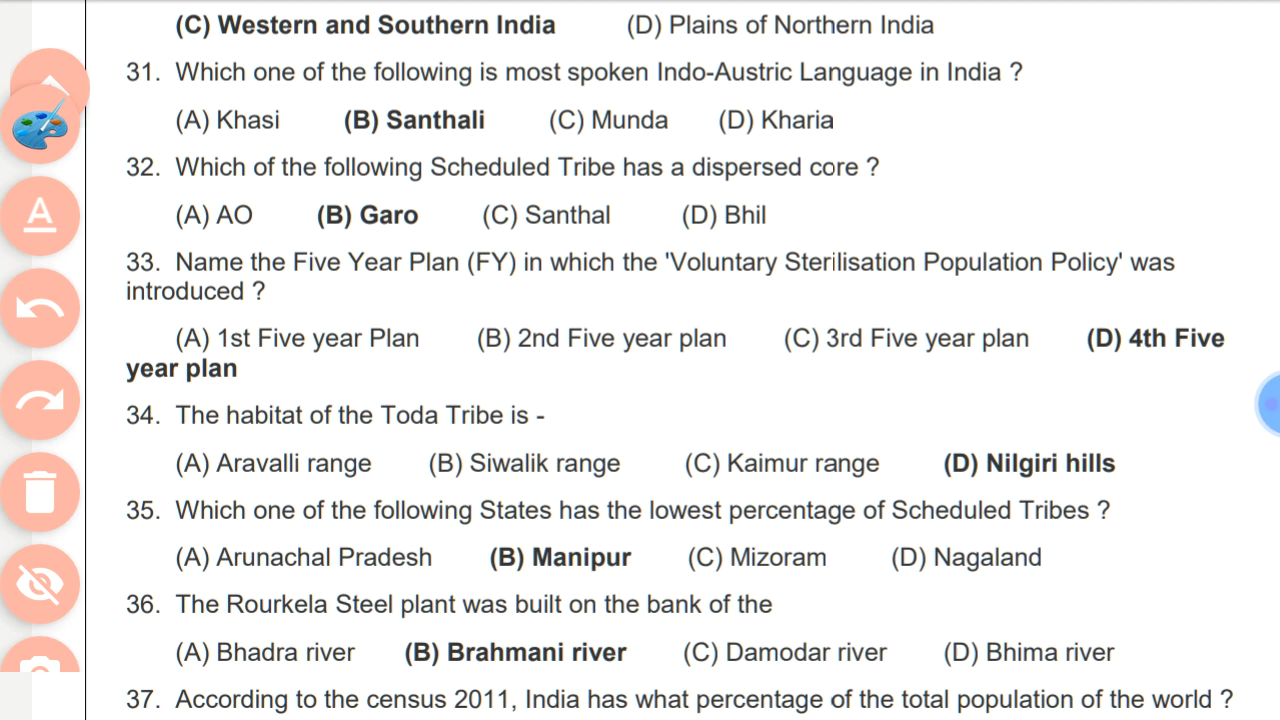 (C) Western and Southern India (D) Plains of Northern India
31. Which one of the following is most spoken Indo-Austric Language in India ?
(A) Khasi (B) Santhali (C) Munda (D) Kharia
32. Which of the following Scheduled Tribe has a dispersed core ?
(A) AO (B) Garo (C) Santhal (D) Bhil
33. Name the Five Year Plan (FY) in which the 'Voluntary Sterilisation Population Policy' was
introduced ?
(A) 1st Five year Plan (B) 2nd Five year plan (C) 3rd Five year plan (D) 4th Five
year plan
34. The habitat of the Toda Tribe is -
(A) Aravalli range (B) Siwalik range (C) Kaimur range (D) Nilgiri hills
35. Which one of the following States has the lowest percentage of Scheduled Tribes ?
(A) Arunachal Pradesh (B) Manipur (C) Mizoram (D) Nagaland
36. The Rourkela Steel plant was built on the bank of the
(A) Bhadra river (B) Brahmani river (C) Damodar river (D) Bhima river
37. According to the census 2011, India has what percentage of the total population of the world ?
A